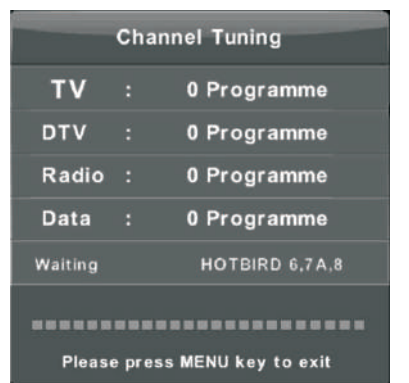 Channel Tuning
TV : 0 Programme
DTV : 0 Programme
Radio : 0 Programme
Data : 0 Programme
Waiting HOTBIRD 6,7A,8
Please press MENU key to exit